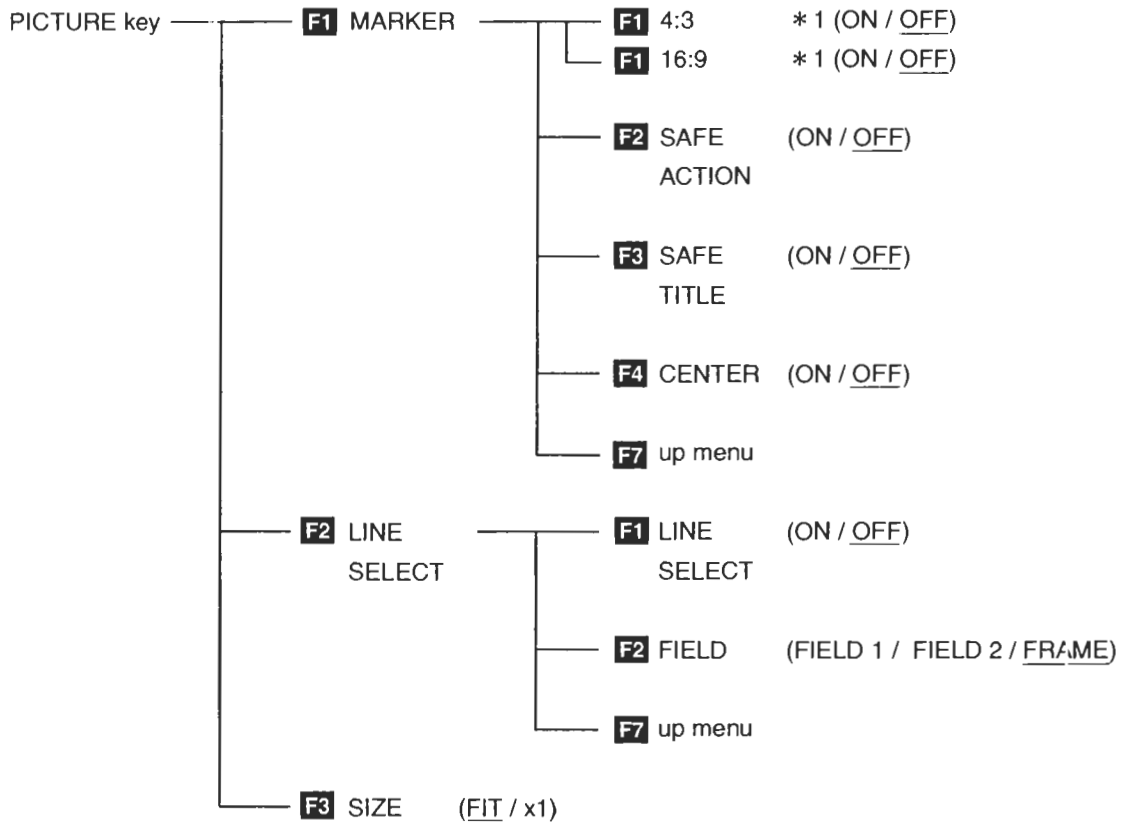 PICTURE key F1 MARKER F1 4:3 *1 (ON / OFF)
F1 16:9 *1 (ON / OFF)
F2 SAFE (ON / OFF)
ACTION
F3 SAFE (ON / OFF)
TITLE
F4 CENTER (ON / OFF)
F7 up menu
F2 LINE F1 LINE (ON / OFF)
SELECT SELECT
F2 FIELD (FIELD 1 / FIELD 2 / FRAME)
F7 up menu
F3 SIZE (FIT / x1)